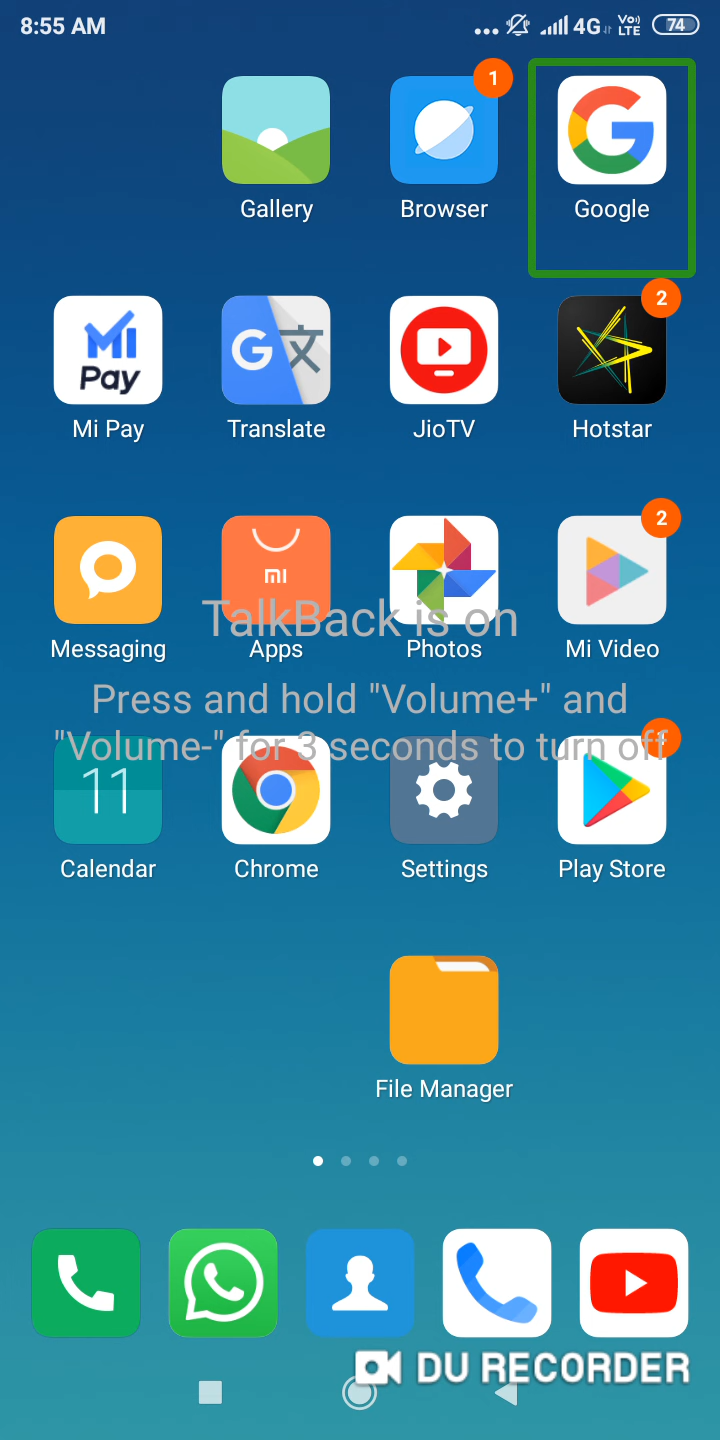 8:55 AM
4G
Vo))
LTE
74
1
Gallery
Browser
Google
2
Pay
Mi Pay
G
文
Translate
JioTV
Hotstar
2
mi
Messaging
Apps
Photos
Mi Video
TalkBack is on
Press and hold "Volume+" and
"Volume-" for 3 seconds to turn off
1
11
Calendar
Chrome
Settings
Play Store
File Manager
DU RECORDER